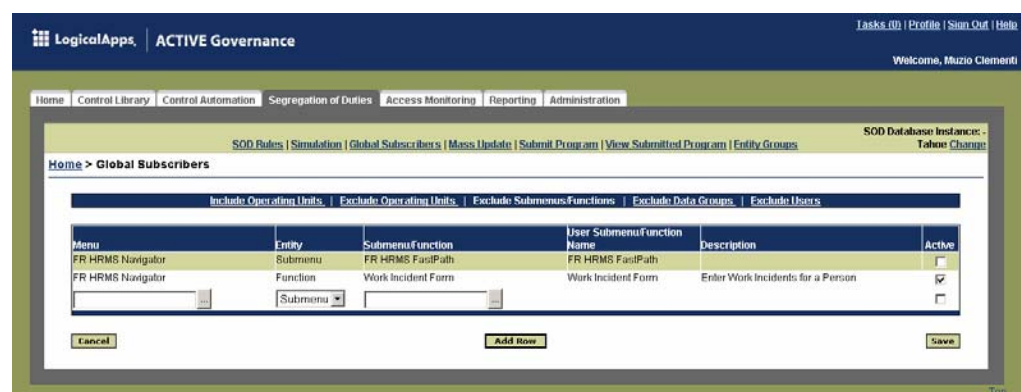 Tasks (0) | Profile | Sign Out | Help
LogicalApps. ACTIVE Governance
Welcome, Muzio Clementi
Home Control Library Control Automation Segregation of Duties Access Monitoring Reporting Administration
SOD Database Instance: -
SOD Rules | Simulation | Global Subscribers | Mass Update | Submit Program | View Submitted Program | Entity Groups Tahoe Change
Home > Global Subscribers
Include Operating Units | Exclude Operating Units | Exclude Submenus/Functions | Exclude Data Groups | Exclude Users
User Submenu/Function
Menu Entity Submenu/Function Name Description Active
FR HRMS Navigator Submenu FR HRMS FastPath FR HRMS FastPath
FR HRMS Navigator Function Work Incident Form Work Incident Form Enter Work Incidents for a Person
... Submenu ...
Cancel Add Row Save
Top